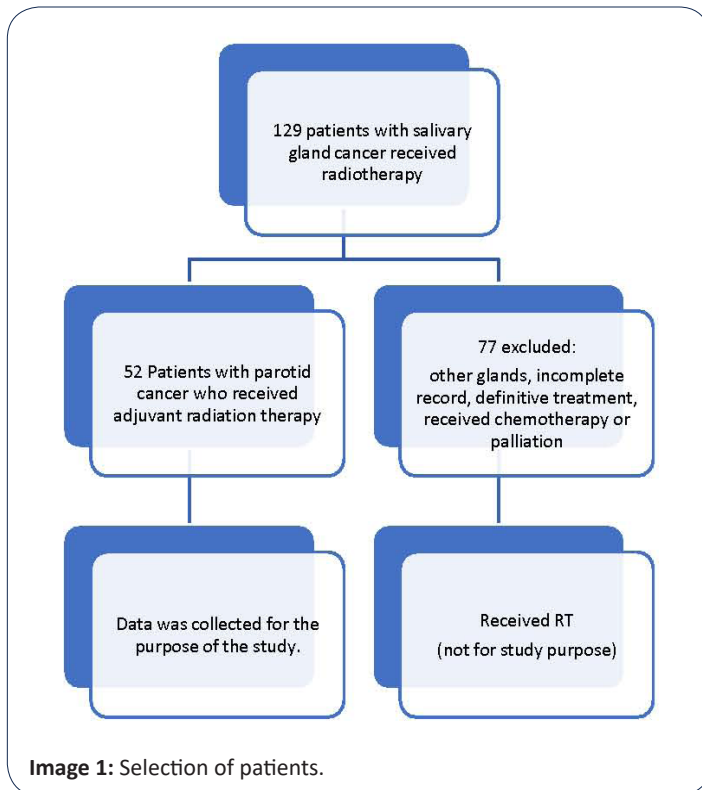 129 patients with salivary
gland cancer received
radiotherapy
52 Patients with parotid
cancer who received
adjuvant radiation therapy
77 excluded:
other glands, incomplete
record, definitive treatment,
received chemotherapy or
palliation
Data was collected for the
purpose of the study.
Received RT
(not for study purpose)
Image 1: Selection of patients.